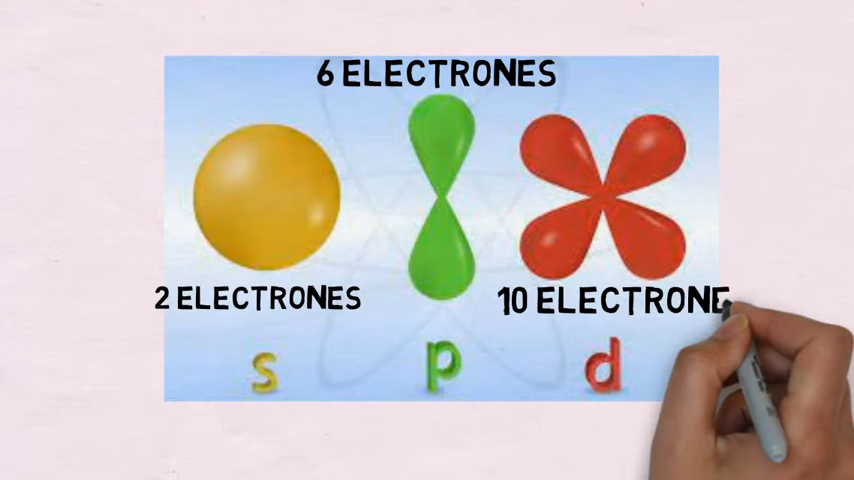 6 ELECTRONES
2 ELECTRONES
10 ELECTRONE
s
p
d